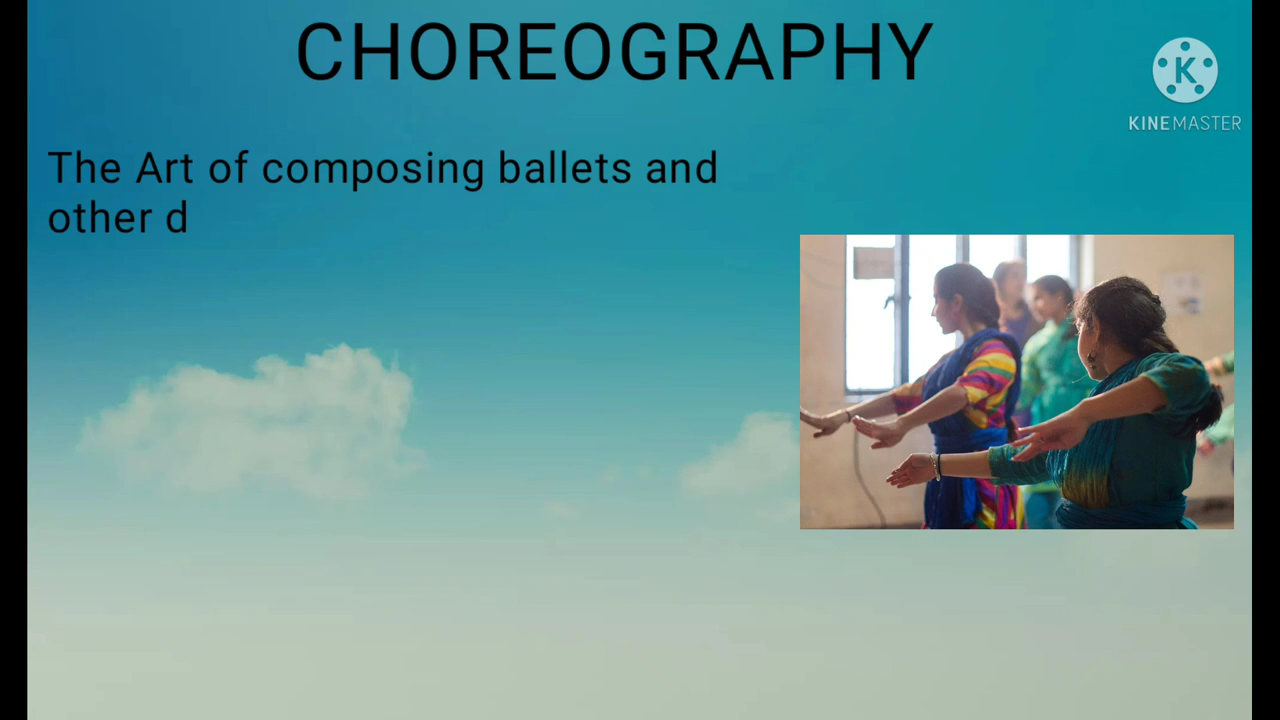 CHOREOGRAPHY
K
KINEMASTER
The Art of composing ballets and
other d